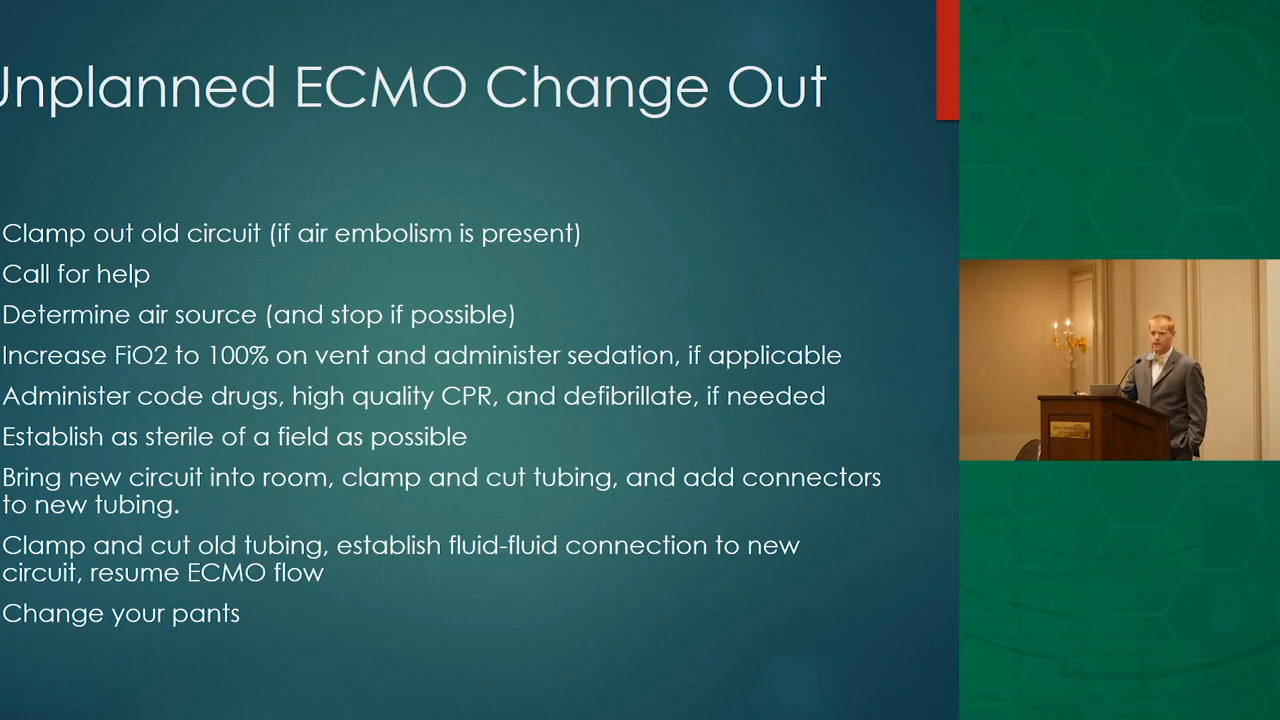 Unplanned ECMO Change Out
Clamp out old circuit (if air embolism is present)
Call for help
Determine air source (and stop if possible)
Increase FiO2 to 100% on vent and administer sedation, if applicable
Administer code drugs, high quality CPR, and defibrillate, if needed
Establish as sterile of a field as possible
Bring new circuit into room, clamp and cut tubing, and add connectors
to new tubing.
Clamp and cut old tubing, establish fluid-fluid connection to new
circuit, resume ECMO flow
Change your pants